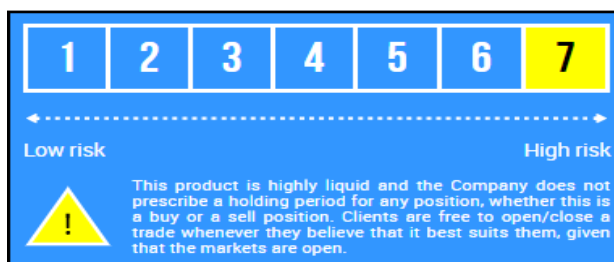 1 2 3 4 5 6 7
Low risk High risk
This product is highly liquid and the Company does not
prescribe a holding period for any position, whether this is
a buy or a sell position. Clients are free to open/close a
trade whenever they believe that it best suits them, given
that the markets are open.
!